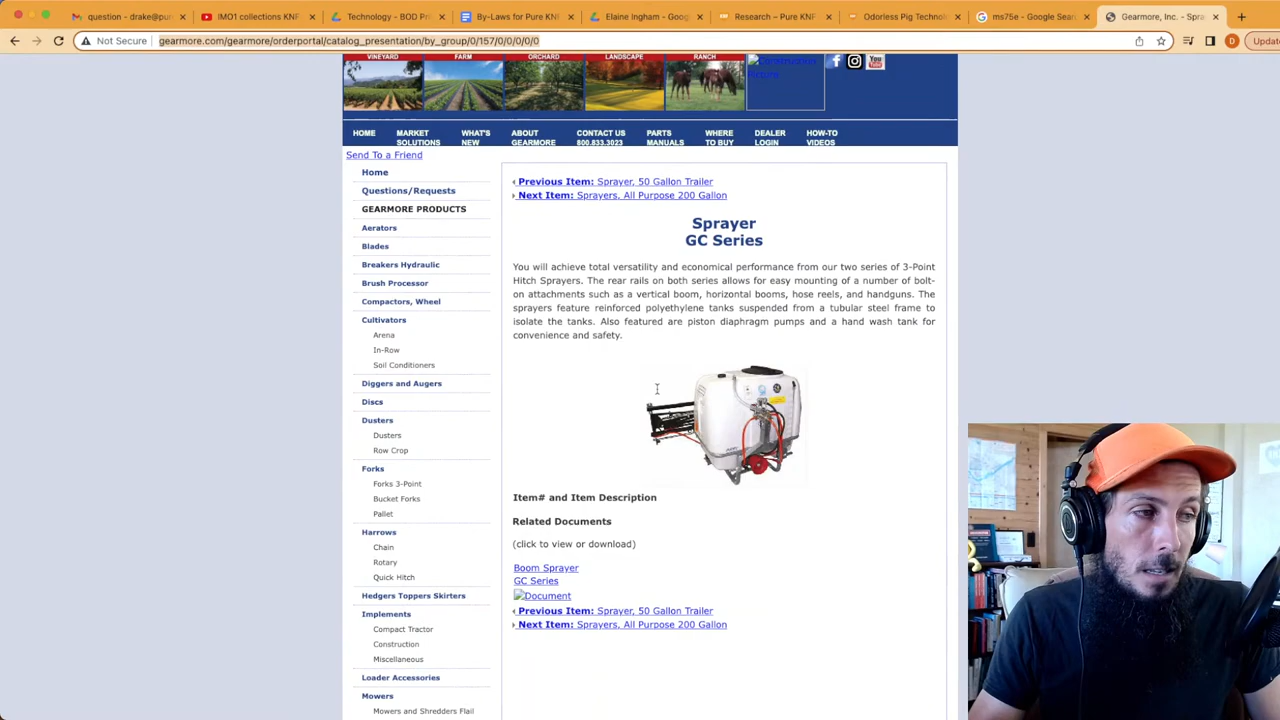 question - drake@pur
IMO1 collections KNF
Technology - BOD Pri
By-Laws for Pure KNF
Elaine Ingham - Goog
Research – Pure KNF
Odorless Pig Technol
ms75e - Google Sear
Gearmore, Inc. - Spra
Not Secure
gearmore.com/gearmore/orderportal/catalog_presentation/by_group/0/157/0/0/0/0/0
D
Update
VINEYARD
FARM
ORCHARD
LANDSCAPE
RANCH
Construction
Picture
HOME
MARKET
SOLUTIONS
WHAT'S
NEW
ABOUT
GEARMORE
CONTACT US
800.833.3023
PARTS
MANUALS
WHERE
TO BUY
DEALER
LOGIN
HOW-TO
VIDEOS
Send To a Friend
Home
Questions/Requests
GEARMORE PRODUCTS
Aerators
Blades
Breakers Hydraulic
Brush Processor
Compactors, Wheel
Cultivators
Arena
In-Row
Soil Conditioners
Diggers and Augers
Discs
Dusters
Dusters
Row Crop
Forks
Forks 3-Point
Bucket Forks
Pallet
Harrows
Chain
Rotary
Quick Hitch
Hedgers Toppers Skirters
Implements
Compact Tractor
Construction
Miscellaneous
Loader Accessories
Mowers
Mowers and Shredders Flail
Previous Item: Sprayer, 50 Gallon Trailer
Next Item: Sprayers, All Purpose 200 Gallon
Sprayer
GC Series
You will achieve total versatility and economical performance from our two series of 3-Point
Hitch Sprayers. The rear rails on both series allows for easy mounting of a number of bolt-
on attachments such as a vertical boom, horizontal booms, hose reels, and handguns. The
sprayers feature reinforced polyethylene tanks suspended from a tubular steel frame to
isolate the tanks. Also featured are piston diaphragm pumps and a hand wash tank for
convenience and safety.
Item# and Item Description
Related Documents
(click to view or download)
Boom Sprayer
GC Series
Document
Previous Item: Sprayer, 50 Gallon Trailer
Next Item: Sprayers, All Purpose 200 Gallon